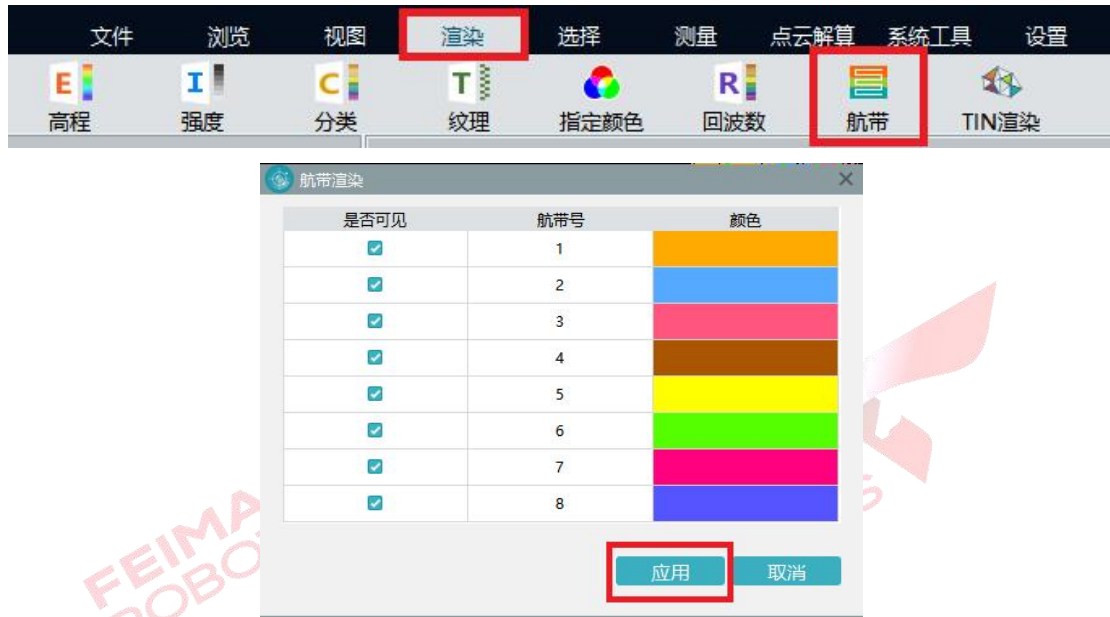 文件 浏览 视图 渲染 选择 测量 点云解算 系统工具 设置
E I C T R
高程 强度 分类 纹理 指定颜色 回波数 航带 TIN渲染
航带渲染
是否可见 航带号 颜色
1
2
3
4
5
6
7
8
应用 取消
FEIMA
ROBO
S